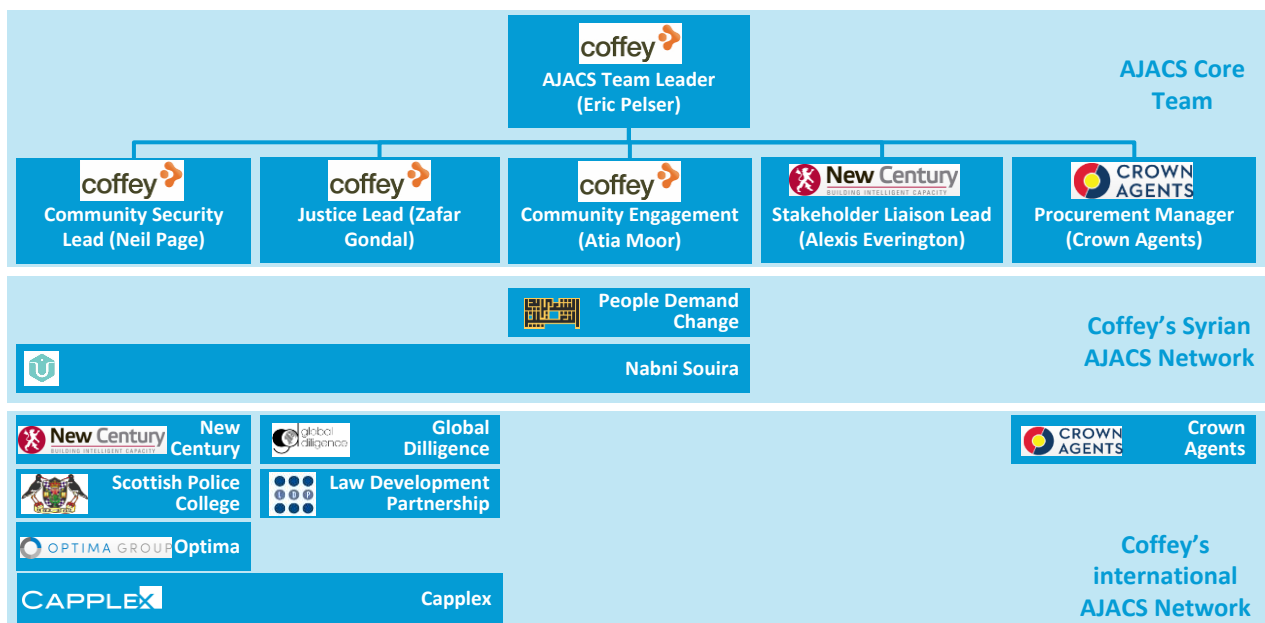 coffey
AJACS Team Leader
(Eric Pelser)
AJACS Core
Team
coffey
Community Security
Lead (Neil Page)
coffey
Justice Lead (Zafar
Gondal)
coffey
Community Engagement
(Atia Moor)
New Century
BUILDING INTELLIGENT CAPACITY
Stakeholder Liaison Lead
(Alexis Everington)
CROWN
AGENTS
Procurement Manager
(Crown Agents)
People Demand
Change
Nabni Souira
Coffey's Syrian
AJACS Network
New Century
BUILDING INTELLIGENT CAPACITY
New
Century
global
diligence
Global
Dilligence
CROWN
AGENTS
Crown
Agents
Scottish Police
College
LDP
Law Development
Partnership
OPTIMA GROUP
Optima
CAPPLEX
Capplex
Coffey's
international
AJACS Network